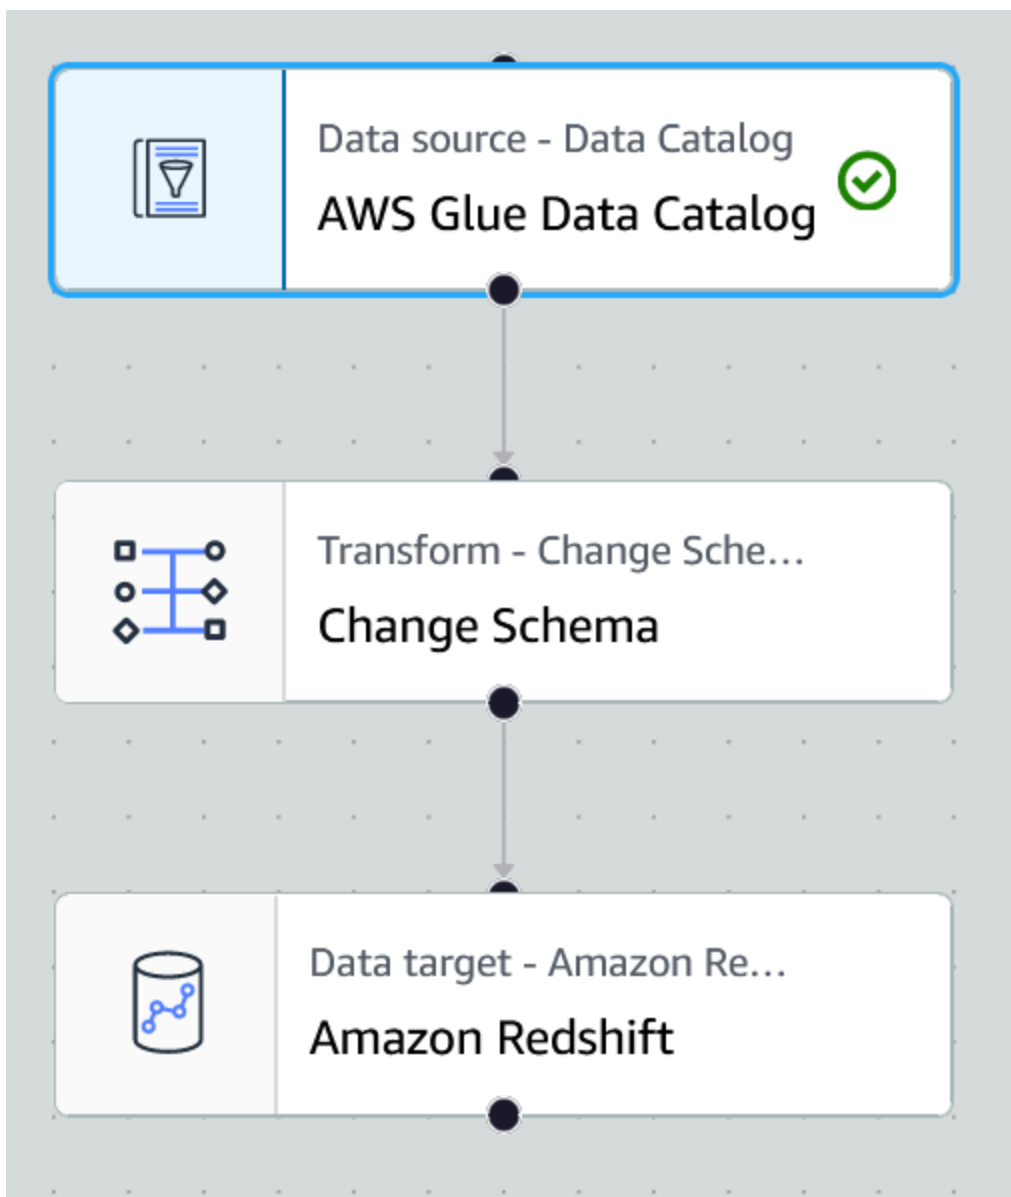 Data source - Data Catalog
AWS Glue Data Catalog
Transform - Change Sche...
Change Schema
Data target - Amazon Re...
Amazon Redshift